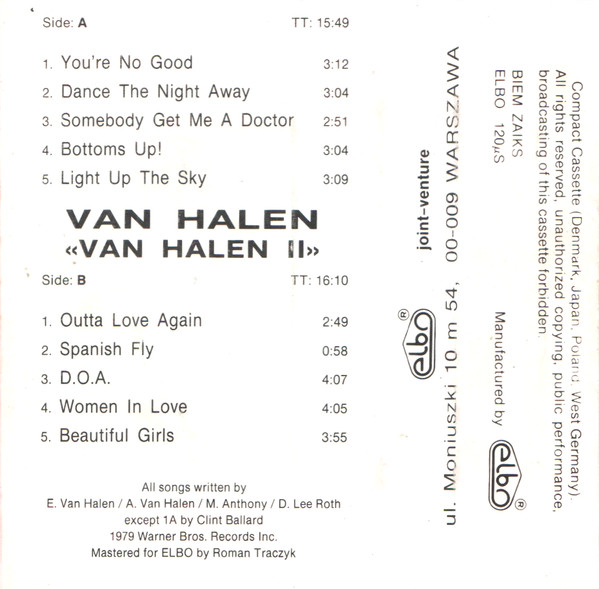 Side: A TT: 15:49
1. You're No Good 3:12
2. Dance The Night Away 3:04
3. Somebody Get Me A Doctor 2:51
4. Bottoms Up! 3:04
5. Light Up The Sky 3:09
VAN HALEN
«VAN HALEN II»
Side: B TT: 16:10
1. Outta Love Again 2:49
2. Spanish Fly 0:58
3. D.O.A. 4:07
4. Women In Love 4:05
5. Beautiful Girls 3:55
All songs written by
E. Van Halen / A. Van Halen / M. Anthony / D. Lee Roth
except 1A by Clint Ballard
1979 Warner Bros. Records Inc.
Mastered for ELBO by Roman Traczyk
joint-venture
elbo ®
ul. Moniuszki 10 m 54, 00-009 WARSZAWA
Compact Cassette (Denmark, Japan, Poland, West Germany).
All rights reserved, unauthorized copying, public performance,
broadcasting of this cassette forbidden.
BIEM ZAIKS
ELBO 120µS
Manufactured by elbo ®